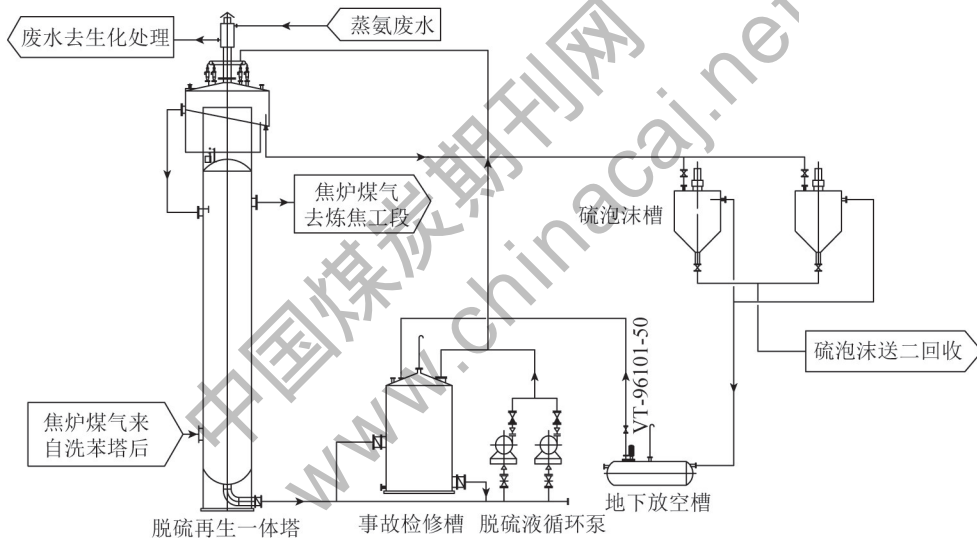 蒸氨废水
废水去生化处理
焦炉煤气
去炼焦工段
硫泡沫槽
硫泡沫送二回收
VT-96101-50
焦炉煤气来
自洗苯塔后
地下放空槽
脱硫再生一体塔
事故检修槽
脱硫液循环泵
中国煤炭期刊网
www.chinacaj.net